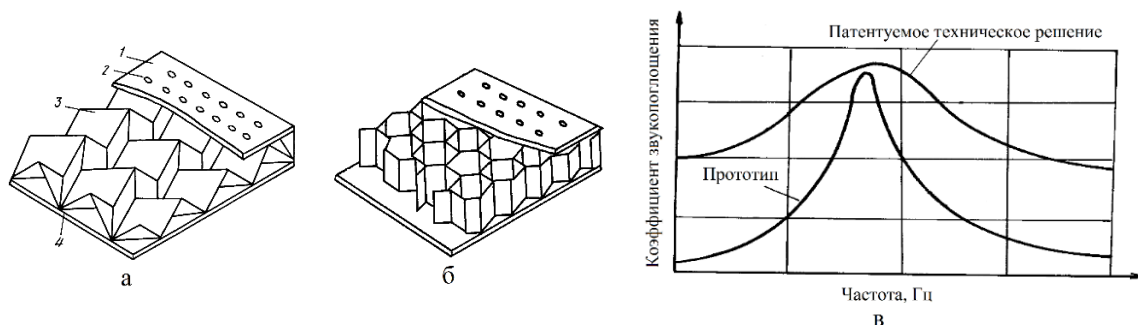 1
2
3
4
а
б
Патентуемое техническое решение
Прототип
Коэффициент звукопоглощения
Частота, Гц
в